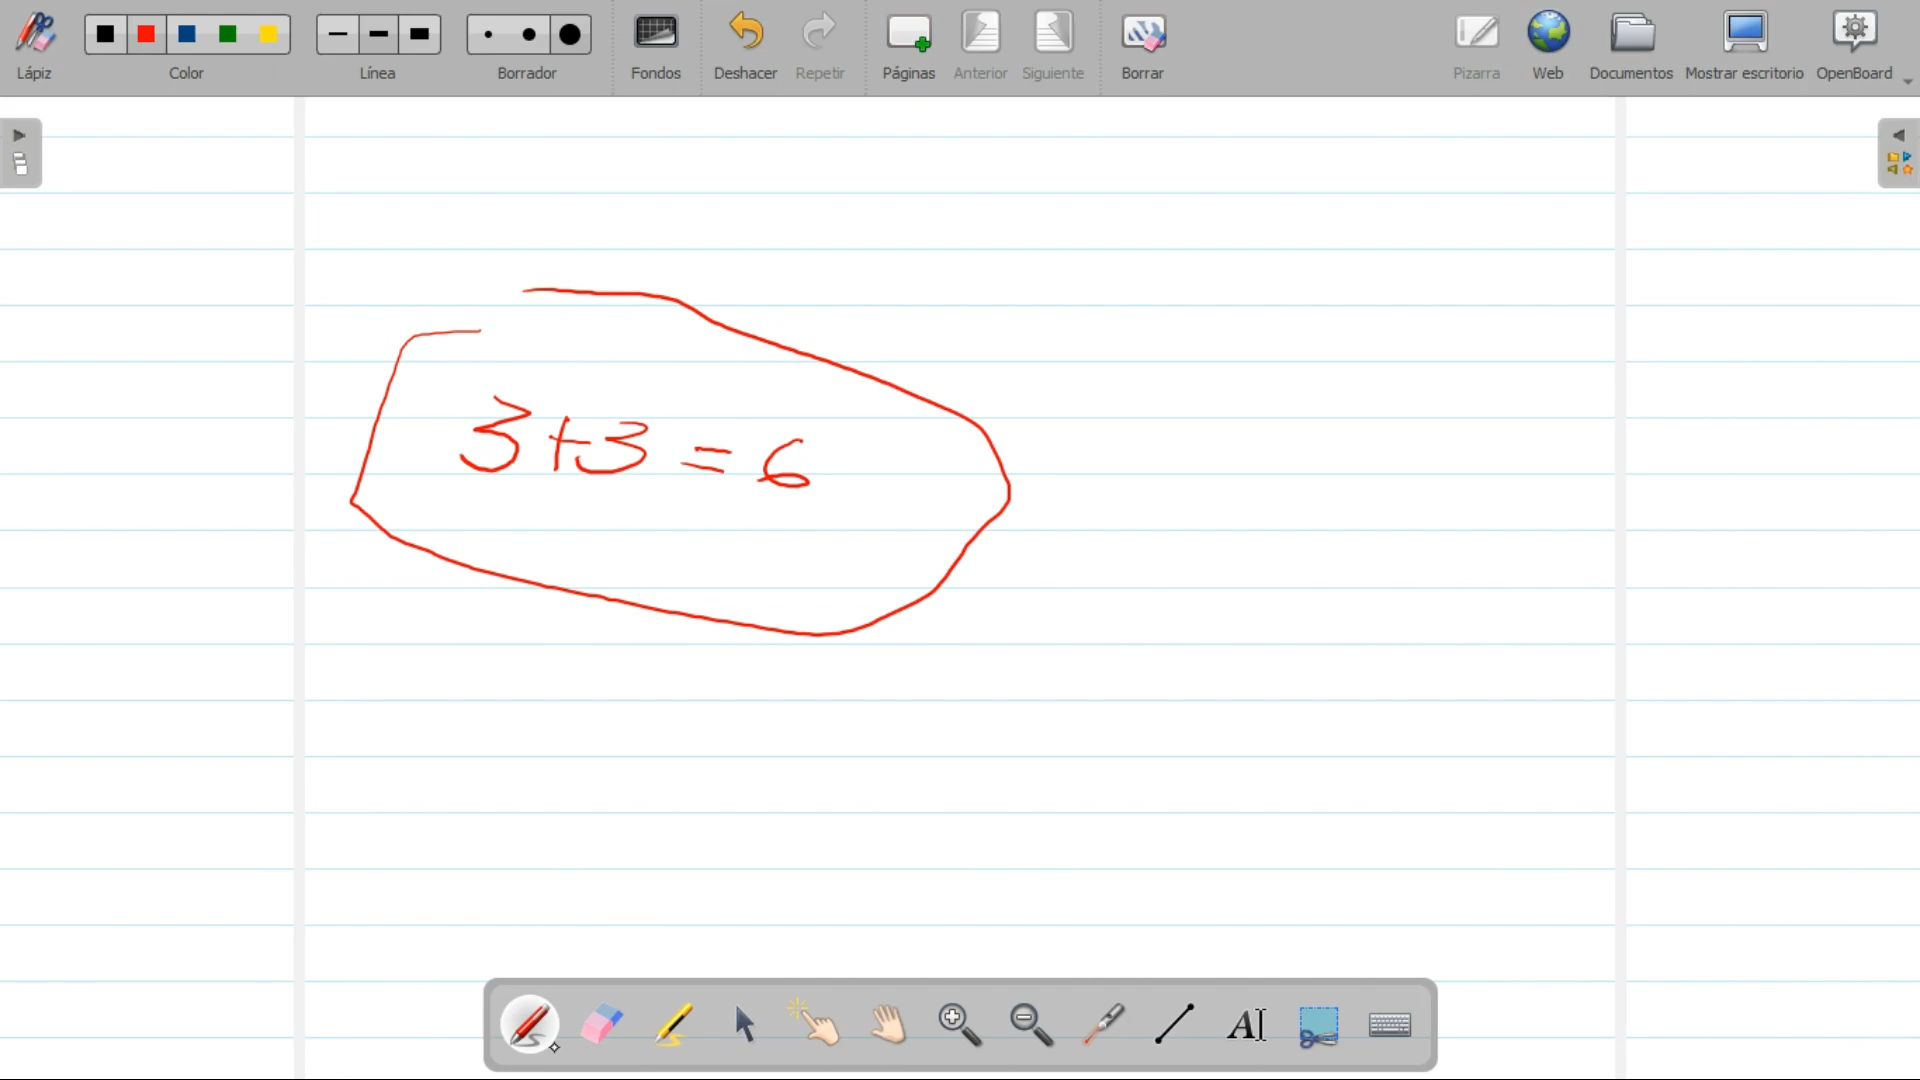 Lápiz Color Línea Borrador Fondos Deshacer Repetir Páginas Anterior Siguiente Borrar Pizarra Web Documentos Mostrar escritorio OpenBoard
3+3=6
A